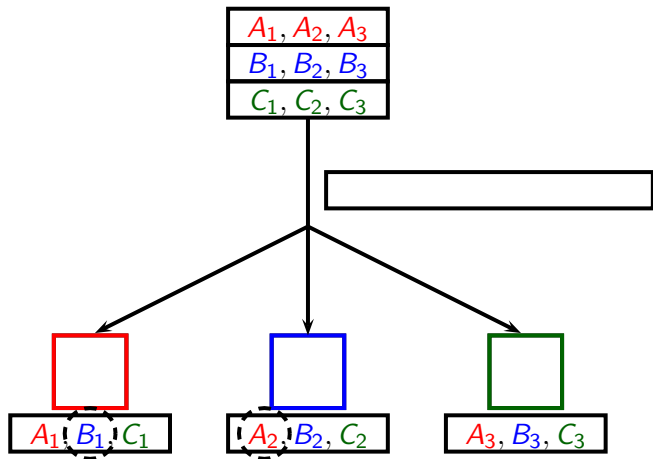 A₁, A₂, A₃
B₁, B₂, B₃
C₁, C₂, C₃
A₁, B₁, C₁
A₂, B₂, C₂
A₃, B₃, C₃